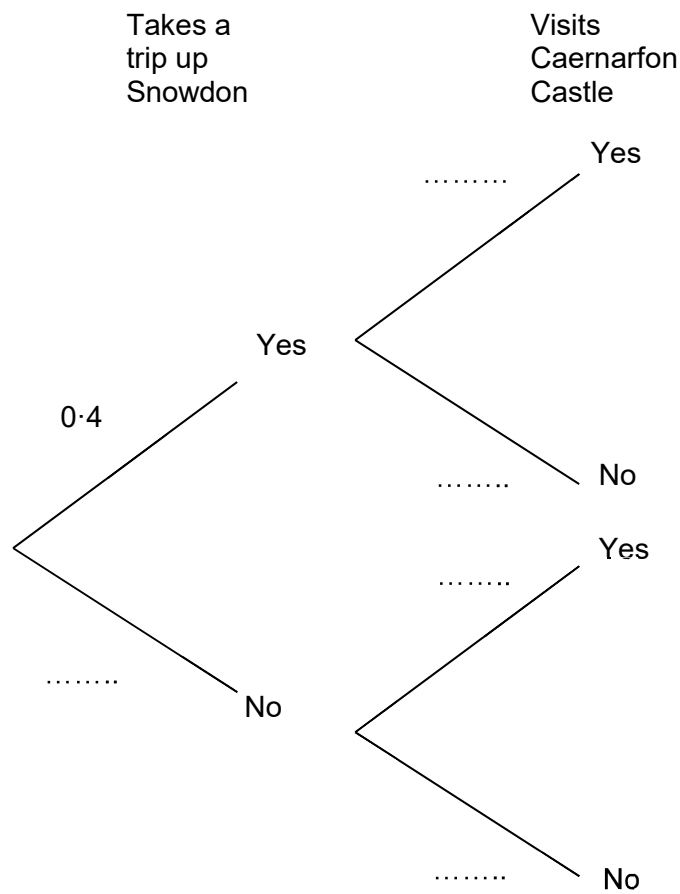 Takes a
trip up
Snowdon
Visits
Caernarfon
Castle
Yes
………
Yes
0·4
No
……..
Yes
……..
……..
No
……..
No